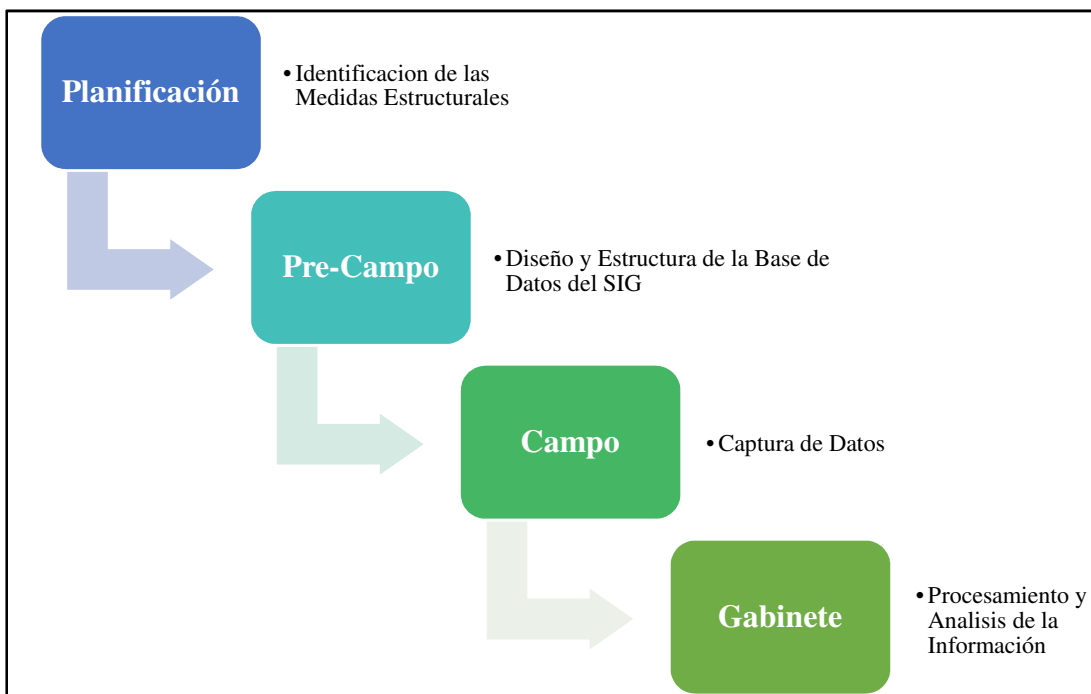 Planificación
• Identificacion de las
Medidas Estructurales
Pre-Campo
• Diseño y Estructura de la Base de
Datos del SIG
Campo
• Captura de Datos
Gabinete
• Procesamiento y
Analisis de la
Información